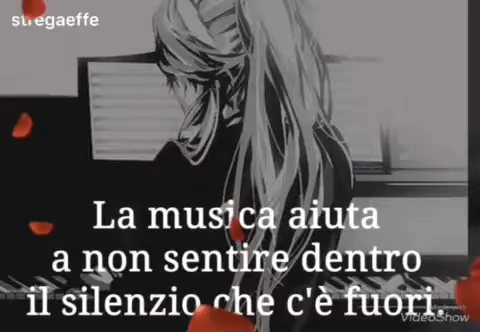 stregaeffe
La musica aiuta
a non sentire dentro
il silenzio che c'è fuori.
VideoShow